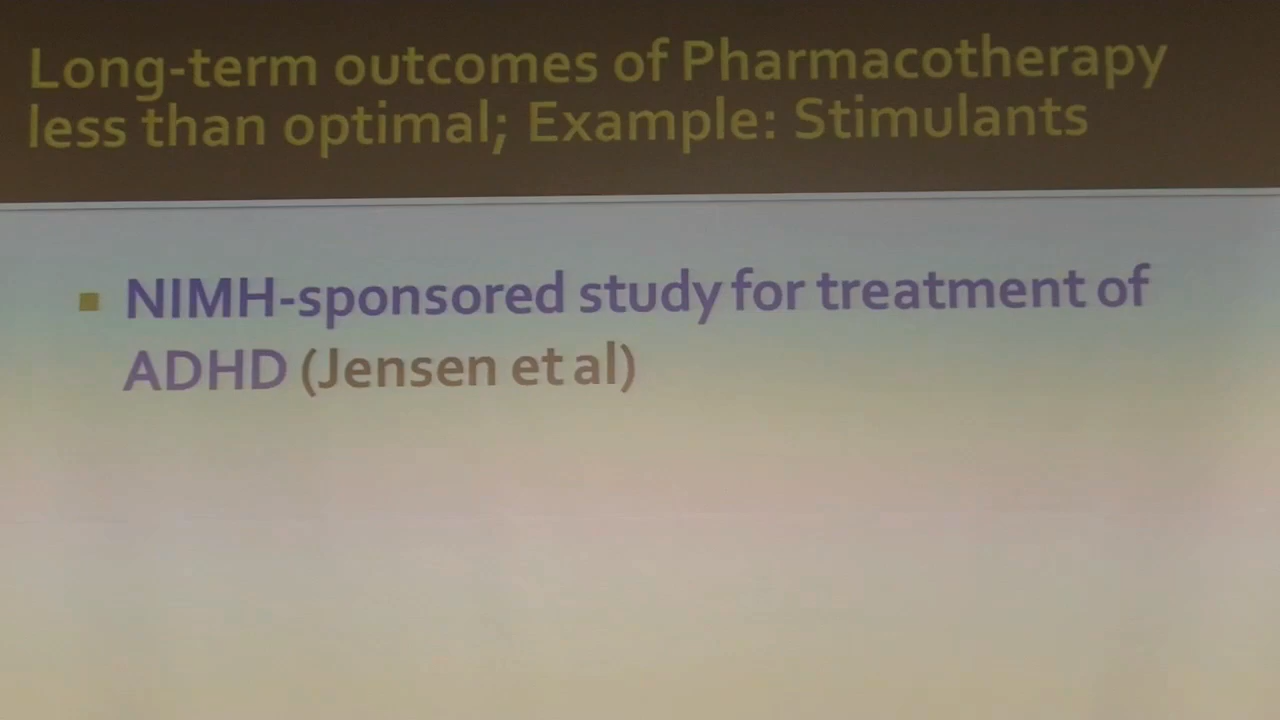 Long-term outcomes of Pharmacotherapy
less than optimal; Example: Stimulants
NIMH-sponsored study for treatment of
ADHD (Jensen et al)